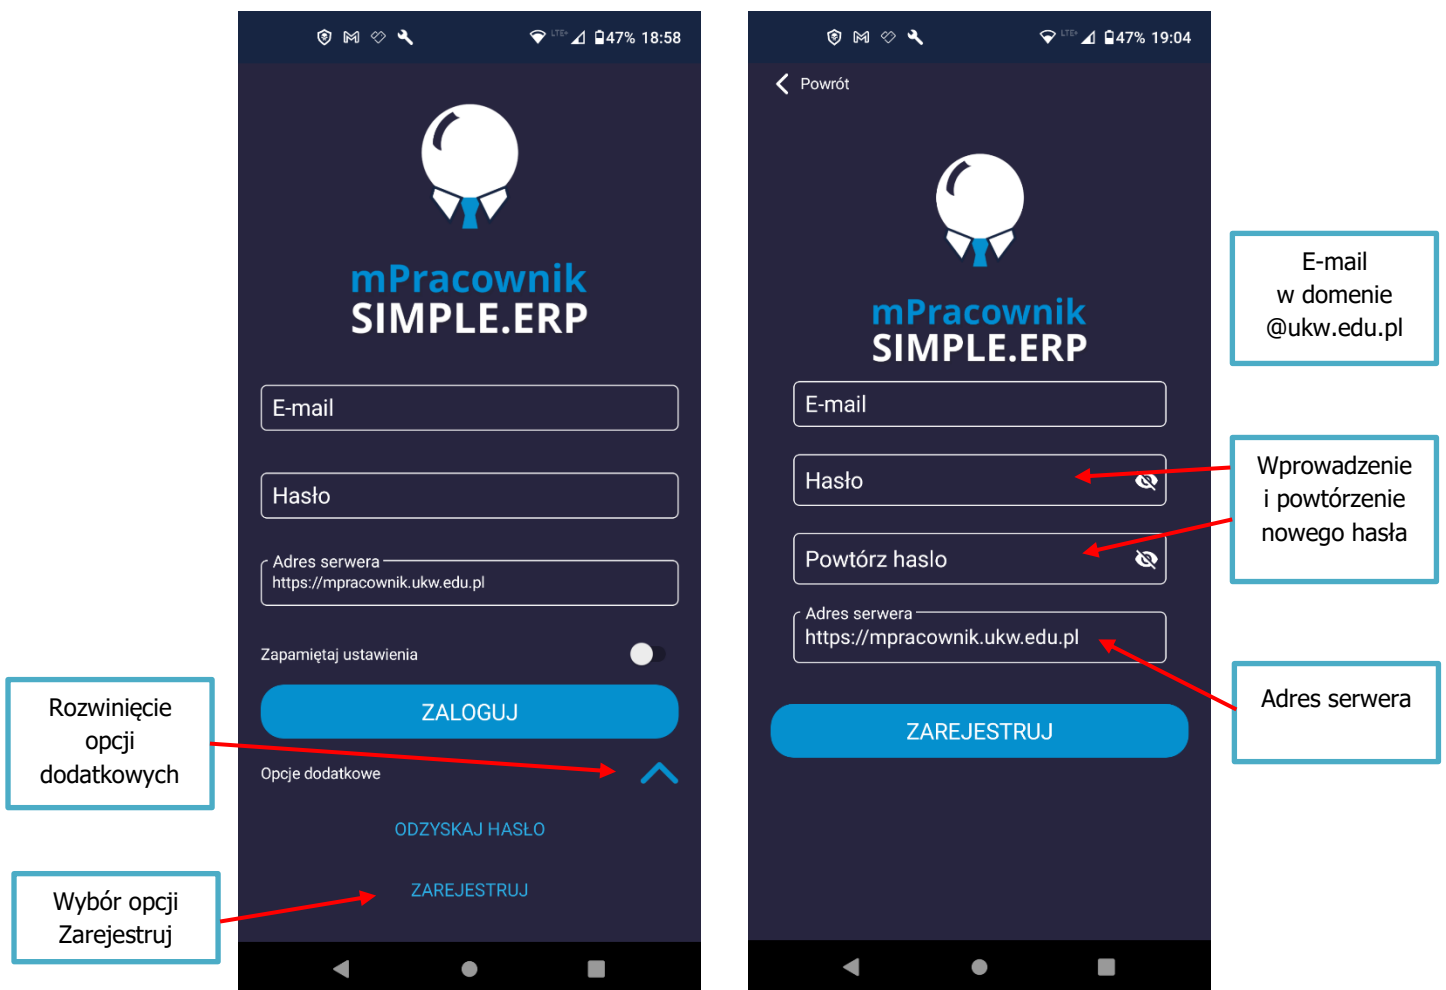 47% 18:58
mPracownik
SIMPLE.ERP
E-mail
Hasło
Adres serwera
https://mpracownik.ukw.edu.pl
Zapamiętaj ustawienia
ZALOGUJ
Opcje dodatkowe
ODZYSKAJ HASŁO
ZAREJESTRUJ
Rozwinięcie
opcji
dodatkowych
Wybór opcji
Zarejestruj
LTE+ 47% 19:04
Powrót
mPracownik
SIMPLE.ERP
E-mail
Hasło
Powtórz haslo
Adres serwera
https://mpracownik.ukw.edu.pl
ZAREJESTRUJ
E-mail
w domenie
@ukw.edu.pl
Wprowadzenie
i powtórzenie
nowego hasła
Adres serwera